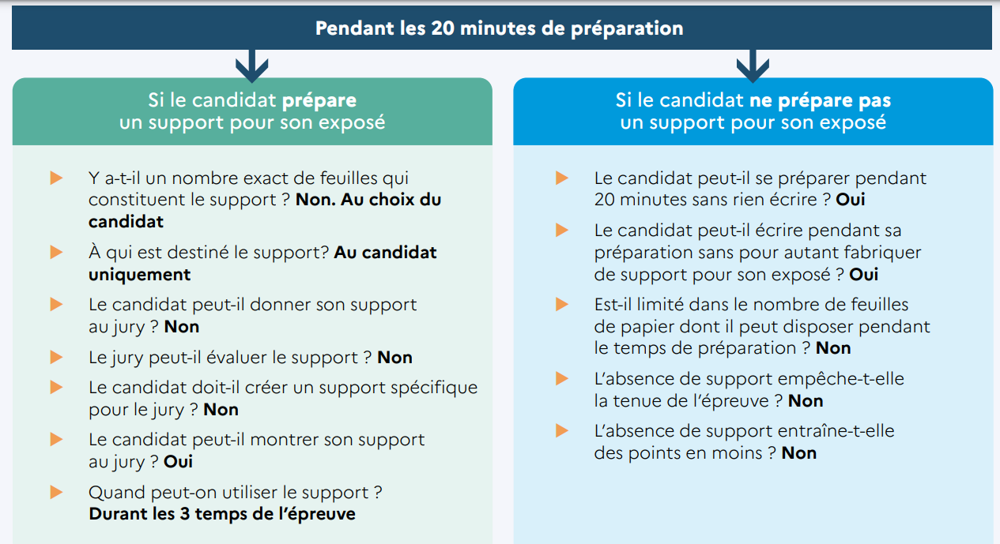 Pendant les 20 minutes de préparation
Si le candidat prépare
un support pour son exposé
Y a-t-il un nombre exact de feuilles qui
constituent le support ? Non. Au choix du
candidat
À qui est destiné le support? Au candidat
uniquement
Le candidat peut-il donner son support
au jury ? Non
Le jury peut-il évaluer le support ? Non
Le candidat doit-il créer un support spécifique
pour le jury ? Non
Le candidat peut-il montrer son support
au jury ? Oui
Quand peut-on utiliser le support ?
Durant les 3 temps de l’épreuve
Si le candidat ne prépare pas
un support pour son exposé
Le candidat peut-il se préparer pendant
20 minutes sans rien écrire ? Oui
Le candidat peut-il écrire pendant sa
préparation sans pour autant fabriquer
de support pour son exposé ? Oui
Est-il limité dans le nombre de feuilles
de papier dont il peut disposer pendant
le temps de préparation ? Non
L’absence de support empêche-t-elle
la tenue de l’épreuve ? Non
L’absence de support entraîne-t-elle
des points en moins ? Non